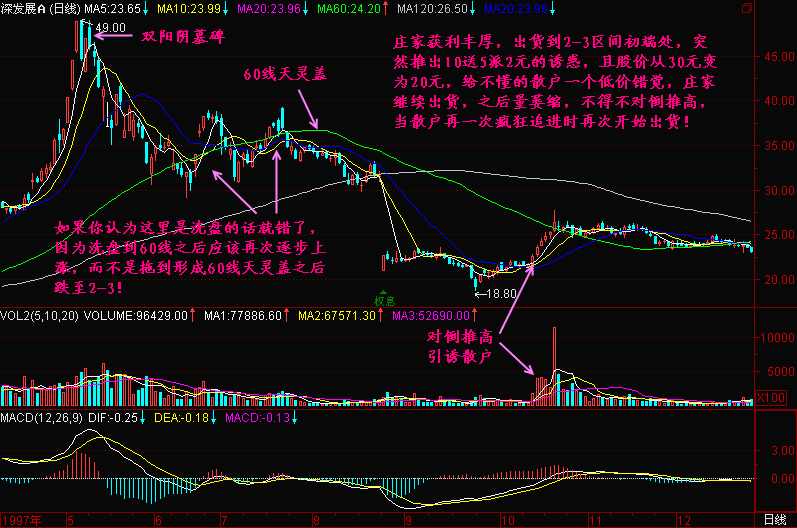 深发展A (日线) MA5:23.65↓ MA10:23.99↓ MA20:23.96↓ MA60:24.20↑ MA120:26.50↓ MA20:23.96↓
49.00
双阳阴墓碑
60线天灵盖
庄家获利丰厚，出货到2-3区间初端处，突
然推出10送5派2元的诱惑，且股价从30元变
为20元，给不懂的散户一个低价错觉，庄家
继续出货，之后量萎缩，不得不对倒推高，
当散户再一次疯狂追进时再次开始出货！
45.00
40.00
35.00
30.00
25.00
20.00
如果你认为这里是洗盘的话就错了，
因为洗盘到60线之后应该再次逐步上
涨，而不是拖到形成60线天灵盖之后
跌至2-3！
权息
←18.80
VOL2(5,10,20) VOLUME:96429.00↑ MA1:77886.60↑ MA2:67571.30↑ MA3:52690.00↑
对倒推高
引诱散户
10000
5000
X100
MACD(12,26,9) DIF:-0.25↓ DEA:-0.18↓ MACD:-0.13↓
3.00
0.00
1997年 5 6 7 8 9 10 11 12 日线